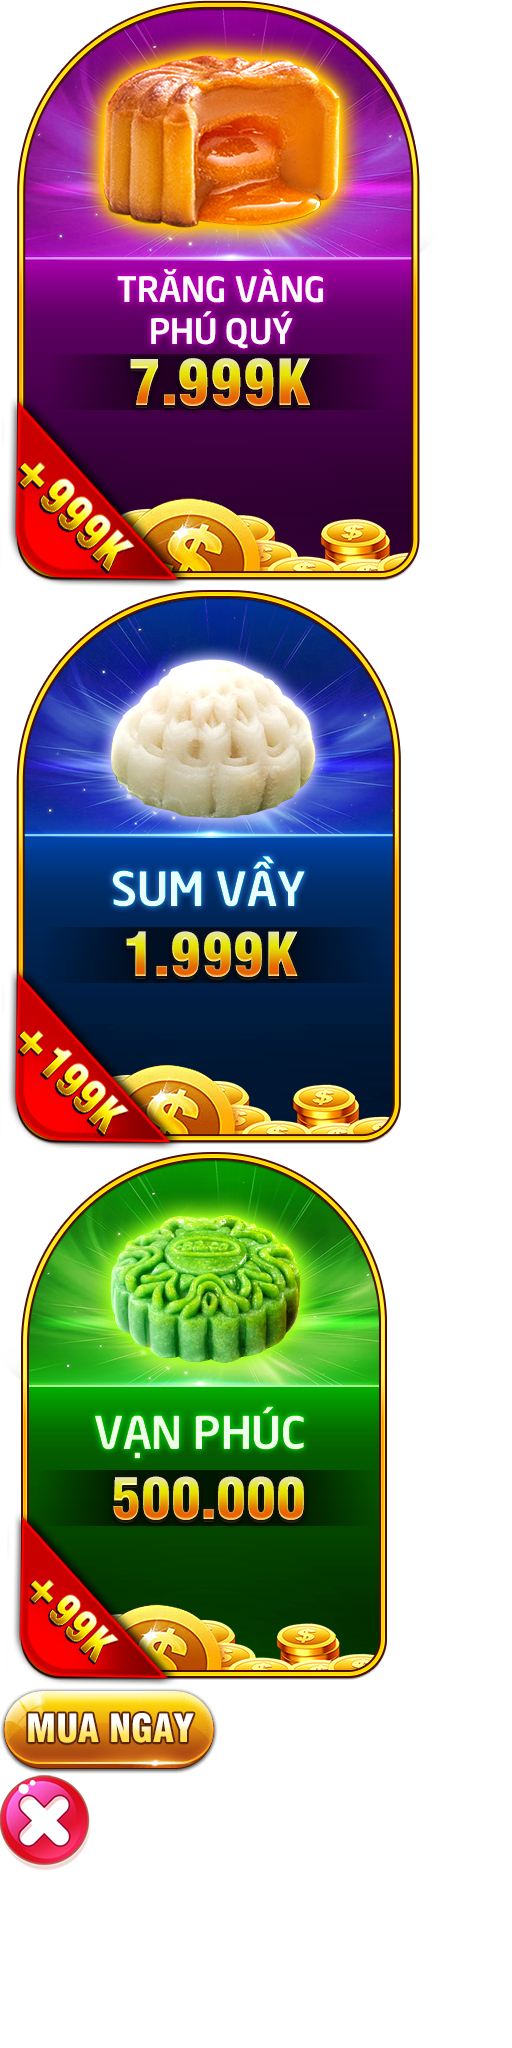 TRĂNG VÀNG
PHÚ QUÝ
7.999K
+999K
SUM VẦY
1.999K
+199K
VẠN PHÚC
500.000
+99K
MUA NGAY